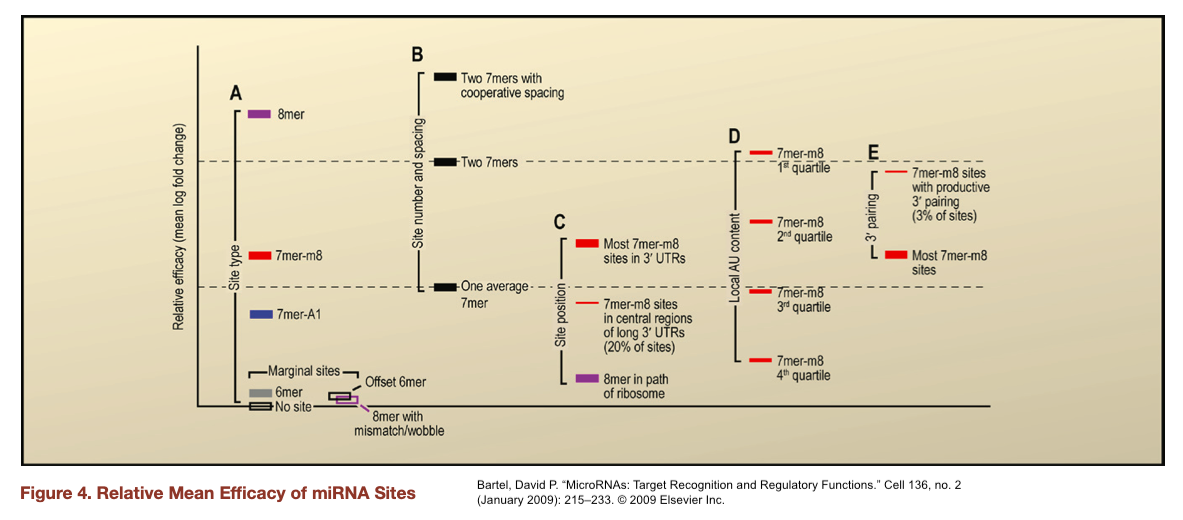 Relative efficacy (mean log fold change)
A
Site type
8mer
7mer-m8
7mer-A1
Marginal sites
6mer
No site
Offset 6mer
8mer with
mismatch/wobble
B
Site number and spacing
Two 7mers with
cooperative spacing
Two 7mers
One average
7mer
C
Site position
Most 7mer-m8
sites in 3′ UTRs
7mer-m8 sites
in central regions
of long 3′ UTRs
(20% of sites)
8mer in path
of ribosome
D
Local AU content
7mer-m8
1st quartile
7mer-m8
2nd quartile
7mer-m8
3rd quartile
7mer-m8
4th quartile
E
3′ pairing
7mer-m8 sites
with productive
3′ pairing
(3% of sites)
Most 7mer-m8
sites
Figure 4. Relative Mean Efficacy of miRNA Sites
Bartel, David P. “MicroRNAs: Target Recognition and Regulatory Functions.” Cell 136, no. 2
(January 2009): 215–233. © 2009 Elsevier Inc.